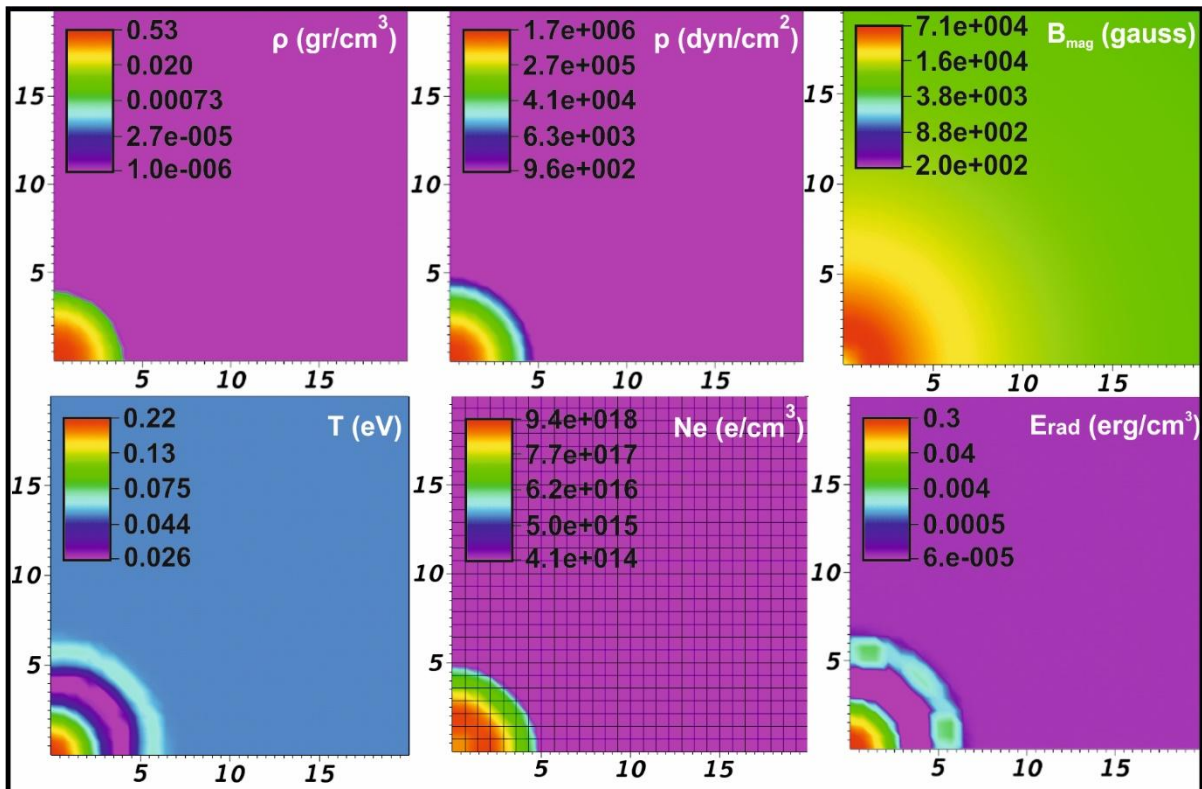 ρ (gr/cm³)
0.53
0.020
0.00073
2.7e-005
1.0e-006
15
10
5
5 10 15
p (dyn/cm²)
1.7e+006
2.7e+005
4.1e+004
6.3e+003
9.6e+002
15
10
5
5 10 15
Bmag (gauss)
7.1e+004
1.6e+004
3.8e+003
8.8e+002
2.0e+002
15
10
5
5 10 15
T (eV)
0.22
0.13
0.075
0.044
0.026
15
10
5
5 10 15
Ne (e/cm³)
9.4e+018
7.7e+017
6.2e+016
5.0e+015
4.1e+014
15
10
5
5 10 15
Erad (erg/cm³)
0.3
0.04
0.004
0.0005
6.e-005
15
10
5
5 10 15